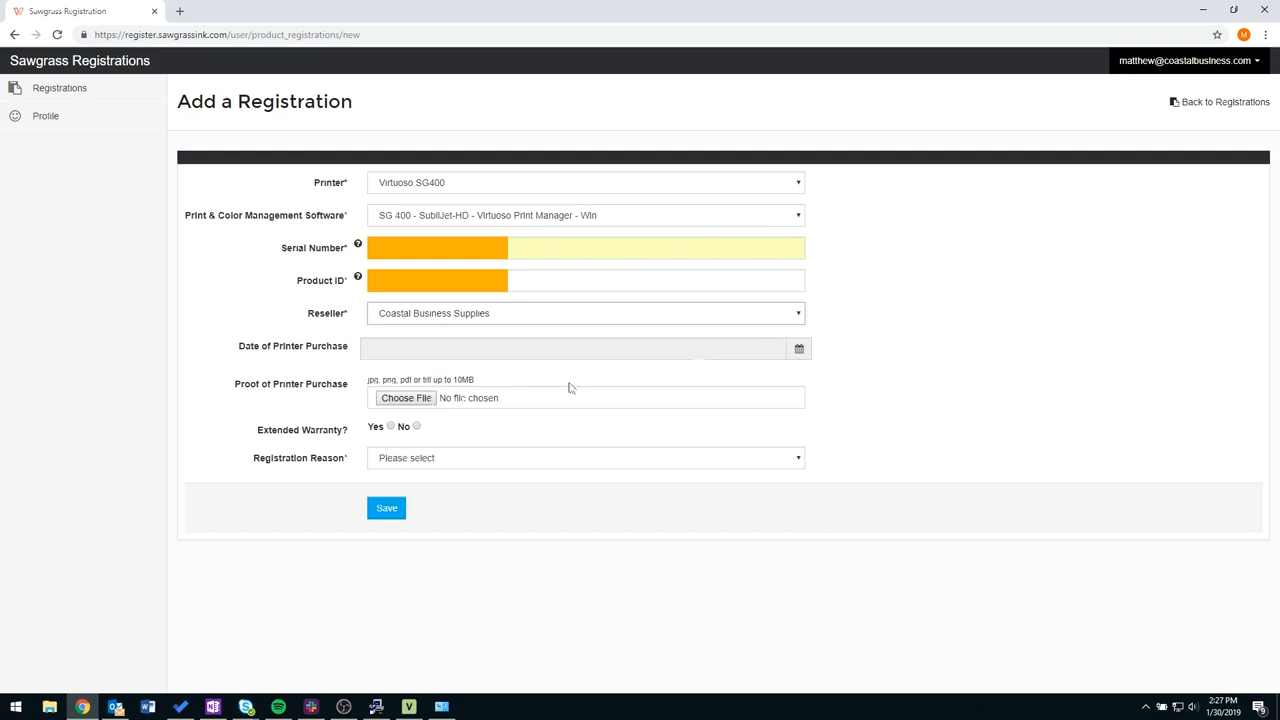 Sawgrass Registration
https://register.sawgrassink.com/user/product_registrations/new
M
Sawgrass Registrations
matthew@coastalbusiness.com
Registrations
Profile
Add a Registration
Back to Registrations
Printer*
Virtuoso SG400
Print & Color Management Software*
SG 400 - SubliJet-HD - Virtuoso Print Manager - Win
Serial Number*
Product ID*
Reseller*
Coastal Business Supplies
Date of Printer Purchase
jpg, png, pdf or tiff up to 10MB
Proof of Printer Purchase
Choose File No file chosen
Extended Warranty?
Yes No
Registration Reason*
Please select
Save
2:27 PM
1/30/2019